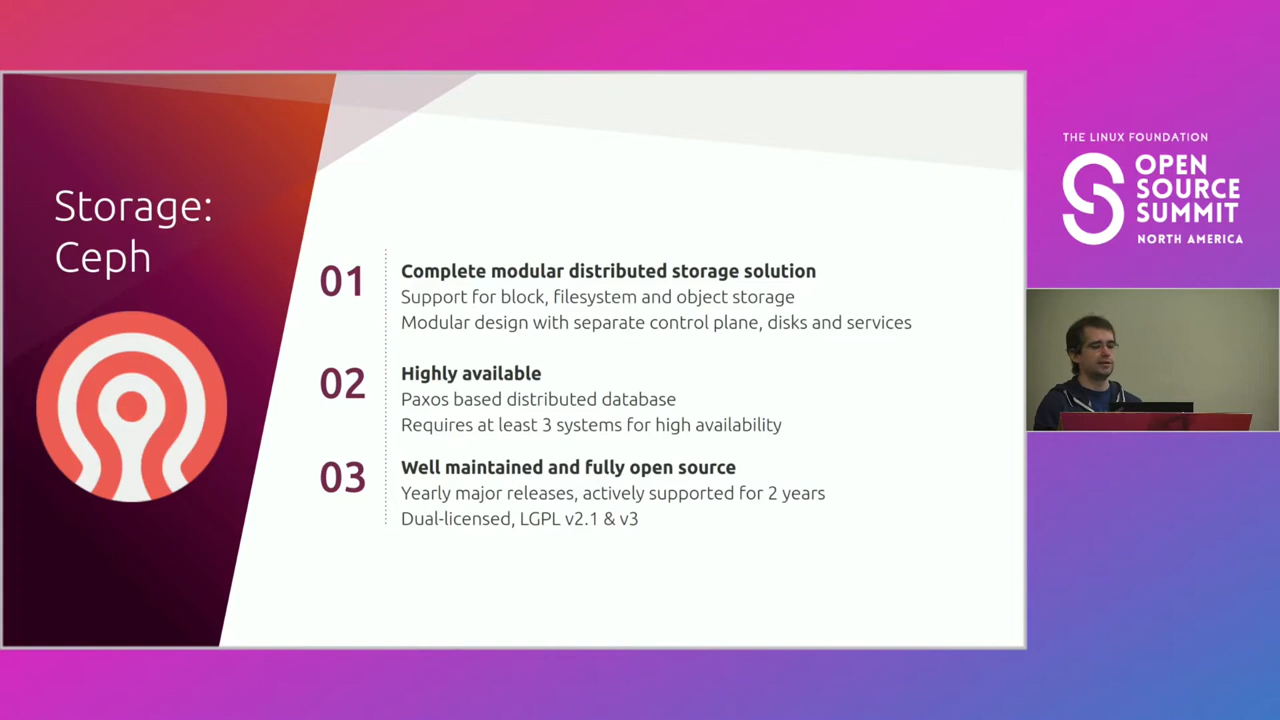 Storage:
Ceph
01
Complete modular distributed storage solution
Support for block, filesystem and object storage
Modular design with separate control plane, disks and services
02
Highly available
Paxos based distributed database
Requires at least 3 systems for high availability
03
Well maintained and fully open source
Yearly major releases, actively supported for 2 years
Dual-licensed, LGPL v2.1 & v3
THE LINUX FOUNDATION
OPEN
SOURCE
SUMMIT
NORTH AMERICA